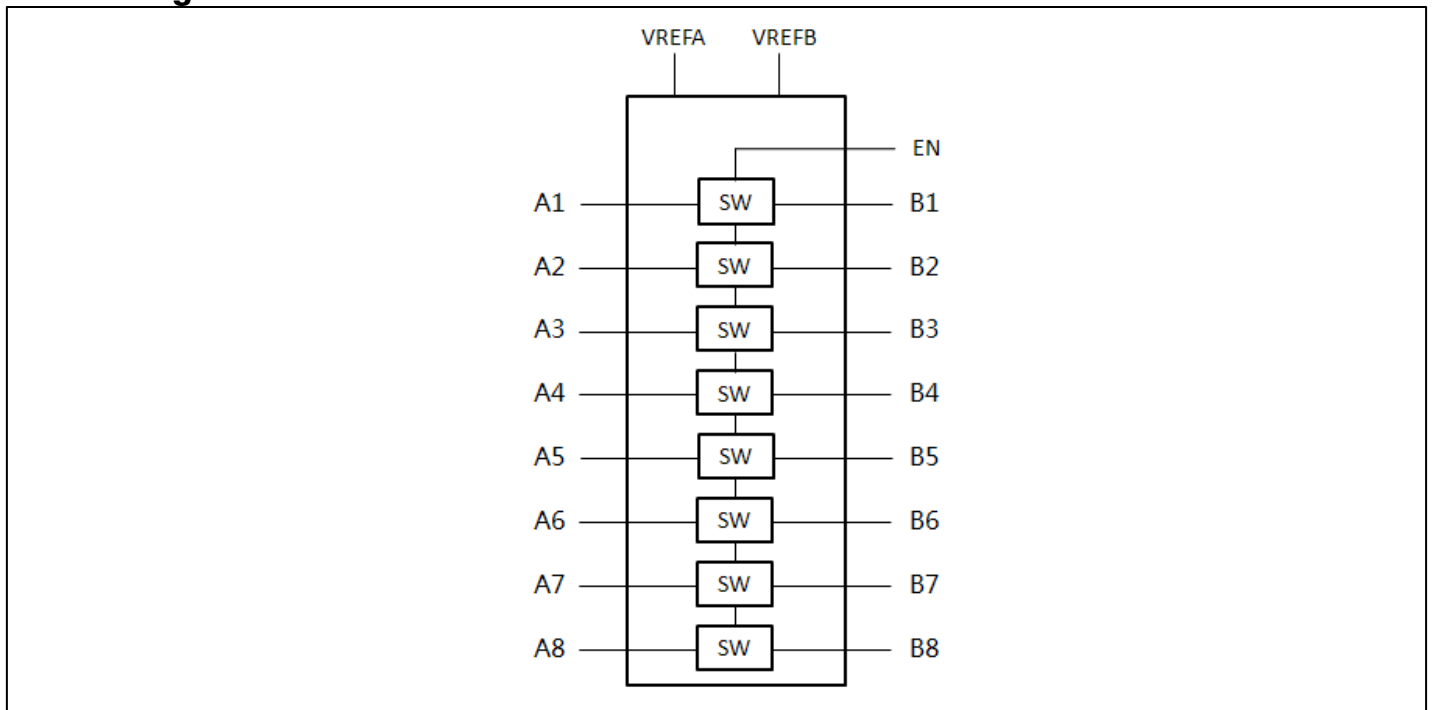 VREFA VREFB
EN
A1 SW B1
A2 SW B2
A3 SW B3
A4 SW B4
A5 SW B5
A6 SW B6
A7 SW B7
A8 SW B8